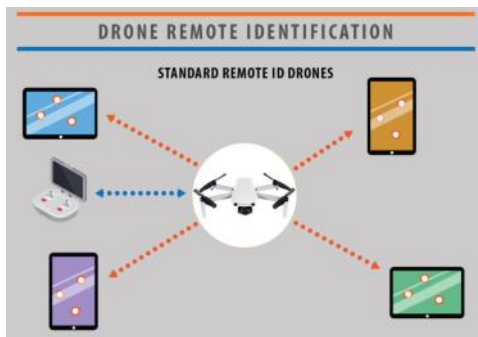 DRONE REMOTE IDENTIFICATION
STANDARD REMOTE ID DRONES